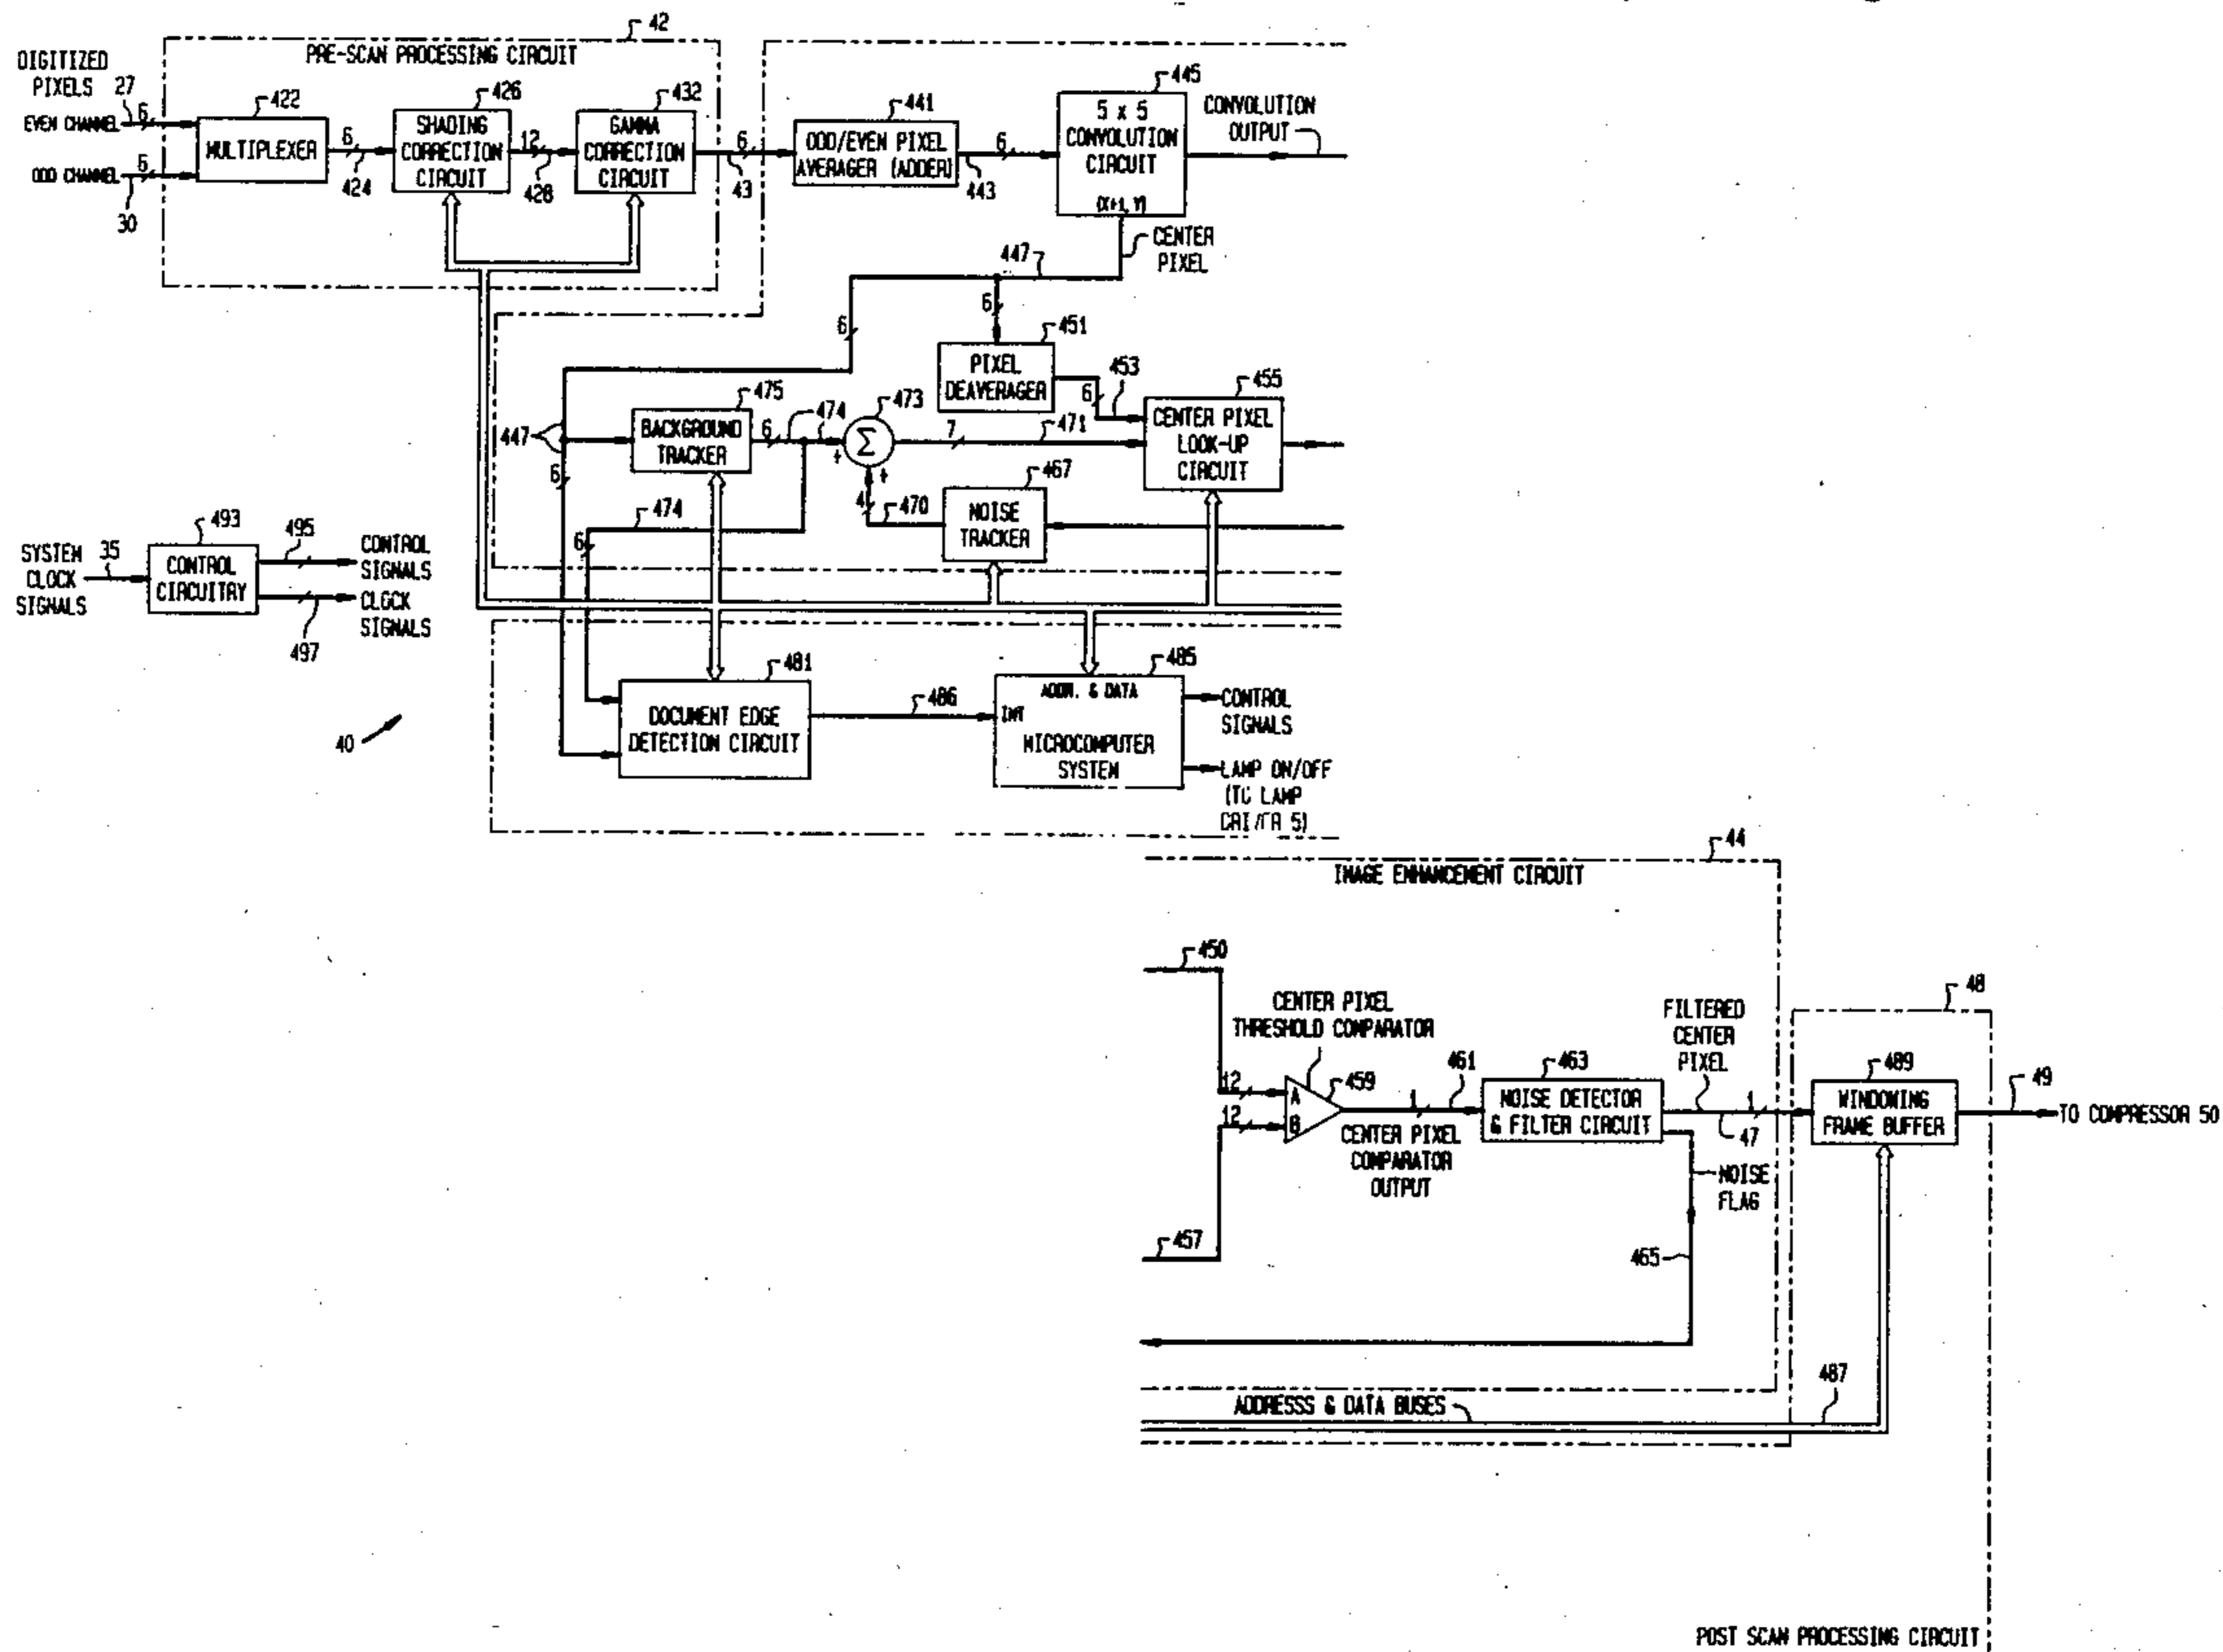 42
PRE-SCAN PROCESSING CIRCUIT
DIGITIZED
PIXELS
27
6
EVEN CHANNEL
6
ODD CHANNEL
30
422
MULTIPLEXER
6
424
426
SHADING
CORRECTION
CIRCUIT
12
428
432
GAMMA
CORRECTION
CIRCUIT
6
43
441
ODD/EVEN PIXEL
AVERAGER (ADDER)
6
443
445
5 x 5
CONVOLUTION
CIRCUIT
(X+1, Y)
CONVOLUTION
OUTPUT
CENTER
PIXEL
447
6
6
451
PIXEL
DEAVERAGER
453
6
455
CENTER PIXEL
LOOK-UP
CIRCUIT
447
6
475
BACKGROUND
TRACKER
6
474
473
Σ
+
+
7
471
4
470
467
NOISE
TRACKER
474
6
SYSTEM
CLOCK
SIGNALS
35
493
CONTROL
CIRCUITRY
495
CONTROL
SIGNALS
CLOCK
SIGNALS
497
40
481
DOCUMENT EDGE
DETECTION CIRCUIT
486
485
ADDR. & DATA
INT
MICROCOMPUTER
SYSTEM
CONTROL
SIGNALS
LAMP ON/OFF
(TO LAMP
5)
44
IMAGE ENHANCEMENT CIRCUIT
450
CENTER PIXEL
THRESHOLD COMPARATOR
12
12
A
B
459
1
461
CENTER PIXEL
COMPARATOR
OUTPUT
463
NOISE DETECTOR
& FILTER CIRCUIT
FILTERED
CENTER
PIXEL
1
47
NOISE
FLAG
465
457
48
489
WINDOWING
FRAME BUFFER
49
TO COMPRESSOR 50
487
ADDRESSS & DATA BUSES
POST SCAN PROCESSING CIRCUIT